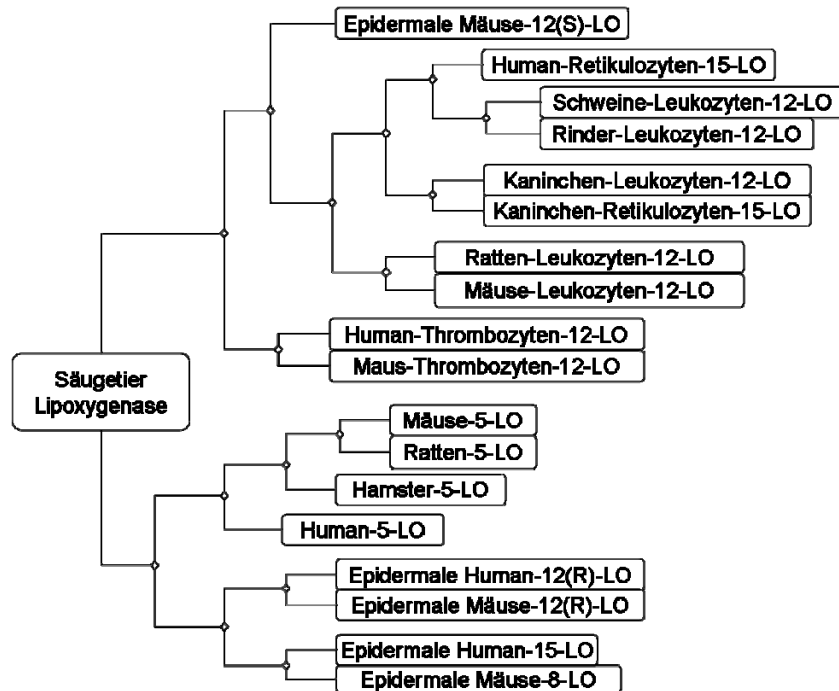 Epidermale Mäuse-12(S)-LO
Human-Retikulozyten-15-LO
Schweine-Leukozyten-12-LO
Rinder-Leukozyten-12-LO
Kaninchen-Leukozyten-12-LO
Kaninchen-Retikulozyten-15-LO
Ratten-Leukozyten-12-LO
Mäuse-Leukozyten-12-LO
Human-Thrombozyten-12-LO
Maus-Thrombozyten-12-LO
Säugetier
Lipoxygenase
Mäuse-5-LO
Ratten-5-LO
Hamster-5-LO
Human-5-LO
Epidermale Human-12(R)-LO
Epidermale Mäuse-12(R)-LO
Epidermale Human-15-LO
Epidermale Mäuse-8-LO